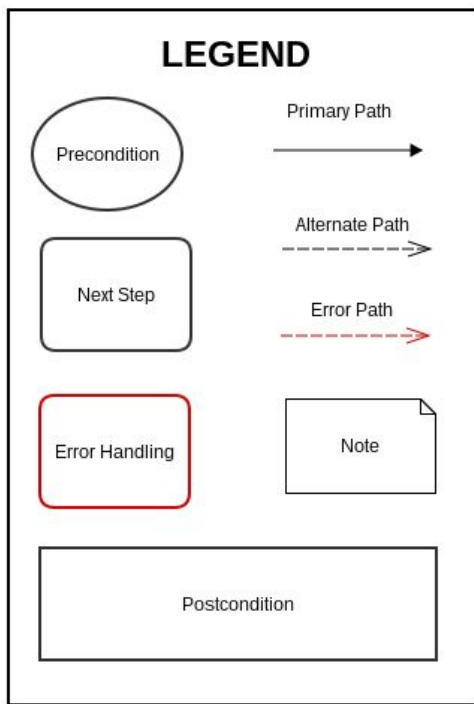 LEGEND
Precondition
Primary Path
Alternate Path
Next Step
Error Path
Error Handling
Note
Postcondition